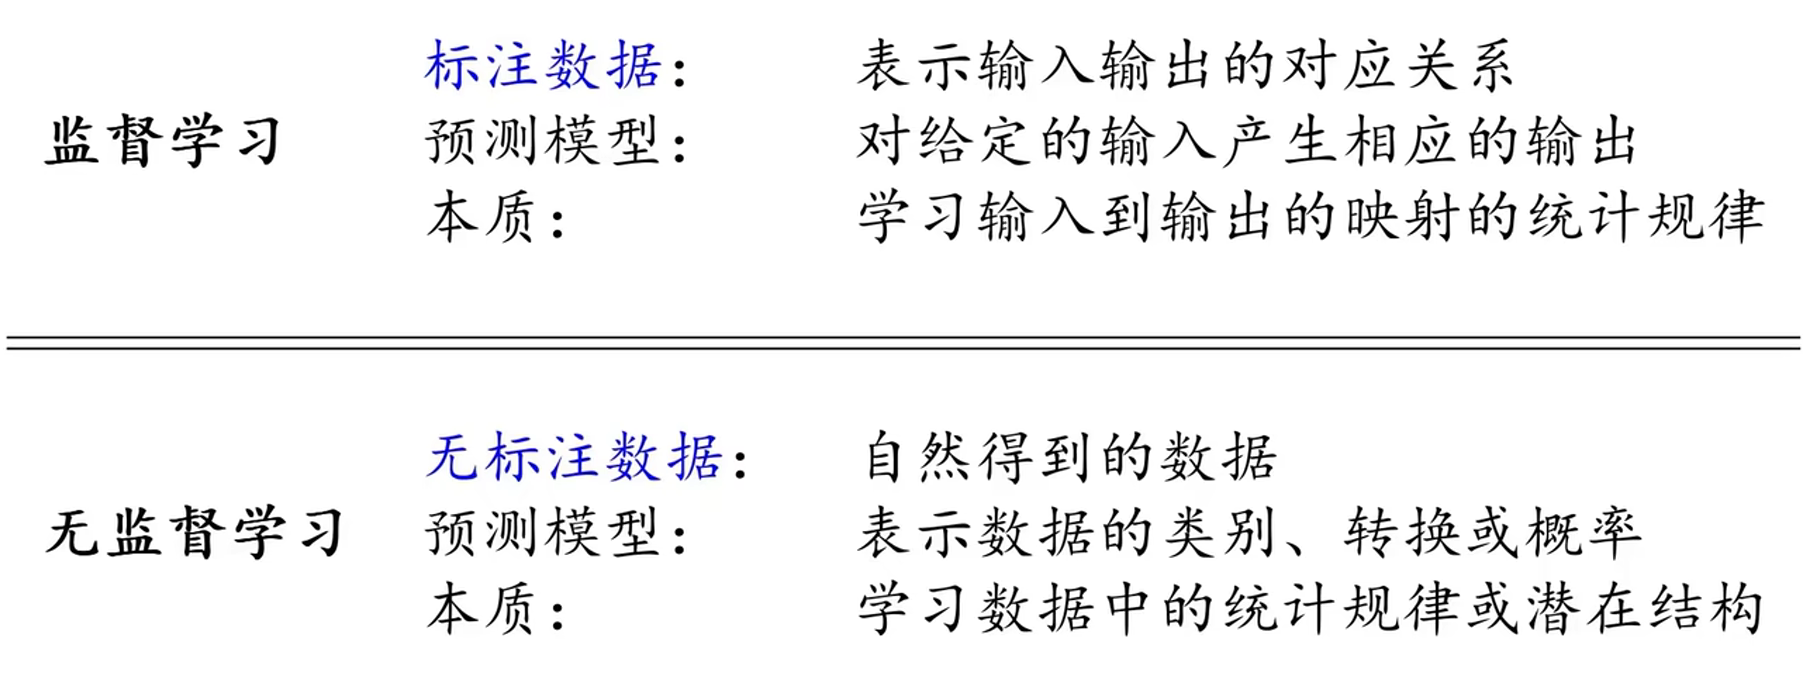 监督学习
标注数据： 表示输入输出的对应关系
预测模型： 对给定的输入产生相应的输出
本质： 学习输入到输出的映射的统计规律
无监督学习
无标注数据： 自然得到的数据
预测模型： 表示数据的类别、转换或概率
本质： 学习数据中的统计规律或潜在结构